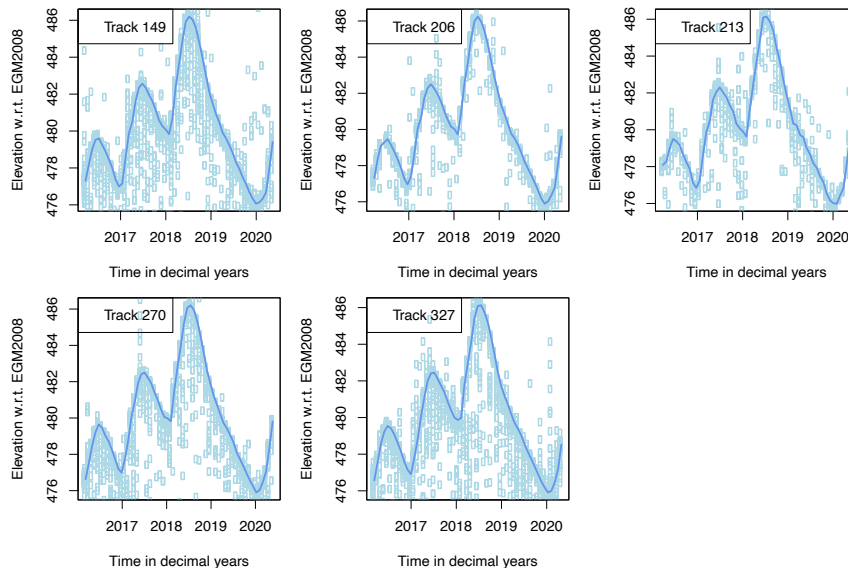 Track 149
Elevation w.r.t. EGM2008
476 478 480 482 484 486
2017 2018 2019 2020
Time in decimal years
Track 206
Elevation w.r.t. EGM2008
476 478 480 482 484 486
2017 2018 2019 2020
Time in decimal years
Track 213
Elevation w.r.t. EGM2008
476 478 480 482 484 486
2017 2018 2019 2020
Time in decimal years
Track 270
Elevation w.r.t. EGM2008
476 478 480 482 484 486
2017 2018 2019 2020
Time in decimal years
Track 327
Elevation w.r.t. EGM2008
476 478 480 482 484 486
2017 2018 2019 2020
Time in decimal years